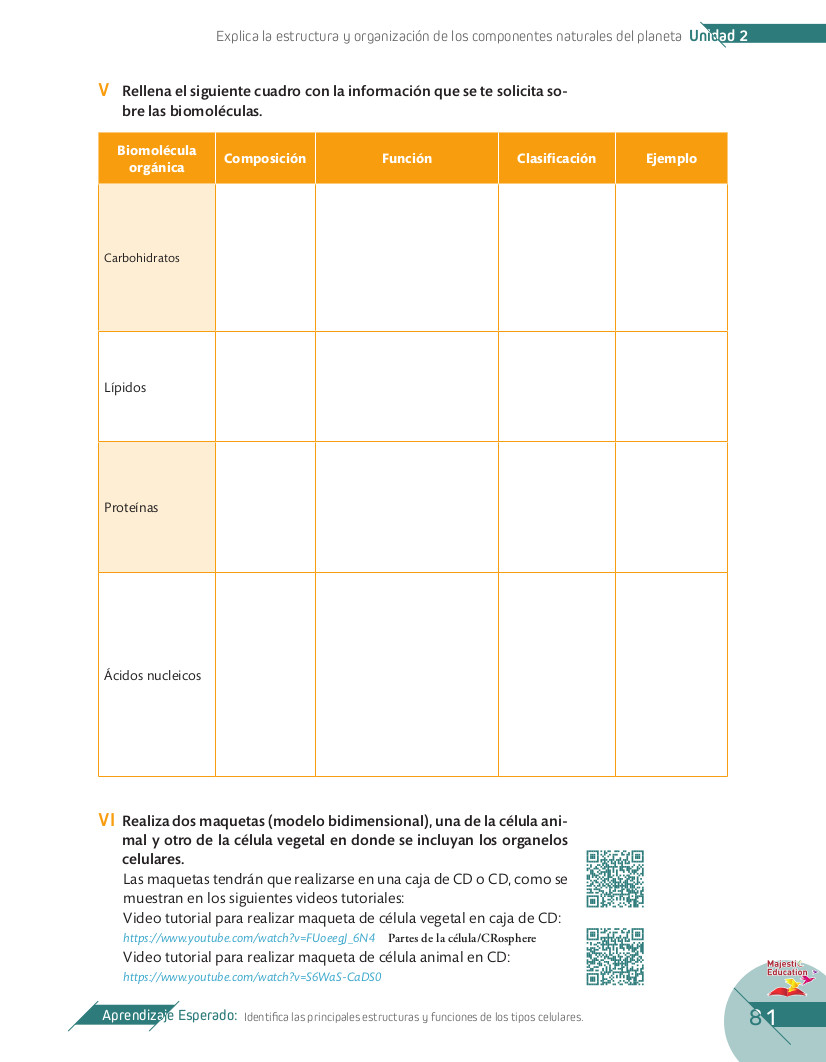 Explica la estructura y organización de los componentes naturales del planeta Unidad 2
V Rellena el siguiente cuadro con la información que se te solicita so-
bre las biomoléculas.
Biomolécula
orgánica
Composición
Función
Clasificación
Ejemplo
Carbohidratos
Lípidos
Proteínas
Ácidos nucleicos
VI Realiza dos maquetas (modelo bidimensional), una de la célula ani-
mal y otro de la célula vegetal en donde se incluyan los organelos
celulares.
Las maquetas tendrán que realizarse en una caja de CD o CD, como se
muestran en los siguientes videos tutoriales:
Video tutorial para realizar maqueta de célula vegetal en caja de CD:
https://www.youtube.com/watch?v=FUoeegJ_6N4 Partes de la célula/CRosphere
Video tutorial para realizar maqueta de célula animal en CD:
https://www.youtube.com/watch?v=S6WaS-CaDS0
Majestic
Education
Aprendizaje Esperado: Identifica las principales estructuras y funciones de los tipos celulares.
81